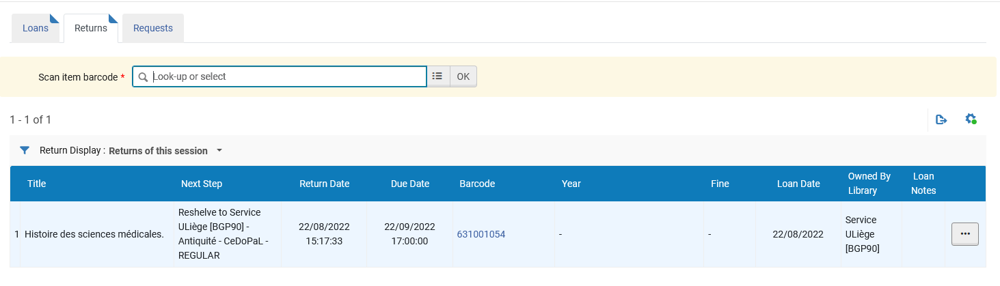 Loans Returns Requests
Scan item barcode * Look-up or select OK
1 - 1 of 1
Return Display : Returns of this session
Title Next Step Return Date Due Date Barcode Year Fine Loan Date Owned By Library Loan Notes
1 Histoire des sciences médicales.
Reshelve to Service
ULiège [BGP90] -
Antiquité - CeDoPaL -
REGULAR
22/08/2022
15:17:33
22/09/2022
17:00:00
631001054
-
-
22/08/2022
Service
ULiège
[BGP90]